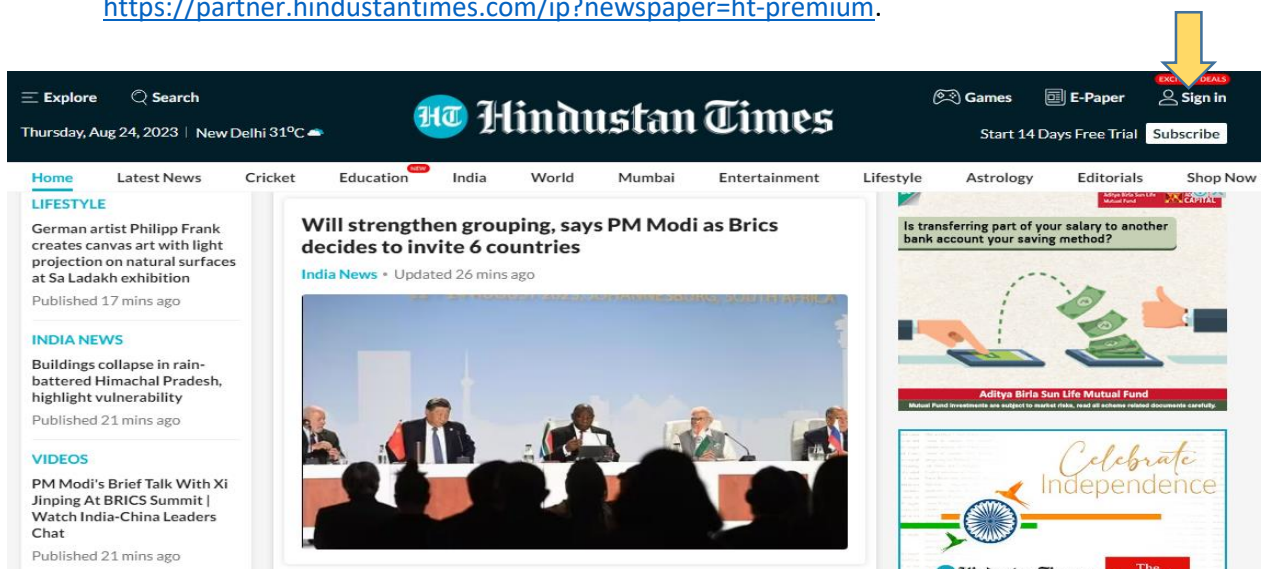 https://partner.hindustantimes.com/ip?newspaper=ht-premium.
Explore Search
HT Hindustan Times
Games E-Paper Sign in
Thursday, Aug 24, 2023 | New Delhi 31°C
Start 14 Days Free Trial Subscribe
Home Latest News Cricket Education NEW India World Mumbai Entertainment Lifestyle Astrology Editorials Shop Now
LIFESTYLE
German artist Philipp Frank
creates canvas art with light
projection on natural surfaces
at Sa Ladakh exhibition
Published 17 mins ago
INDIA NEWS
Buildings collapse in rain-
battered Himachal Pradesh,
highlight vulnerability
Published 21 mins ago
VIDEOS
PM Modi's Brief Talk With Xi
Jinping At BRICS Summit |
Watch India-China Leaders
Chat
Published 21 mins ago
Will strengthen grouping, says PM Modi as Brics
decides to invite 6 countries
India News • Updated 26 mins ago
Aditya Birla Sun Life
Mutual Fund
CAPITAL
Is transferring part of your salary to another
bank account your saving method?
Aditya Birla Sun Life Mutual Fund
Mutual Fund investments are subject to market risks, read all scheme related documents carefully.
Celebrate
Independence
The